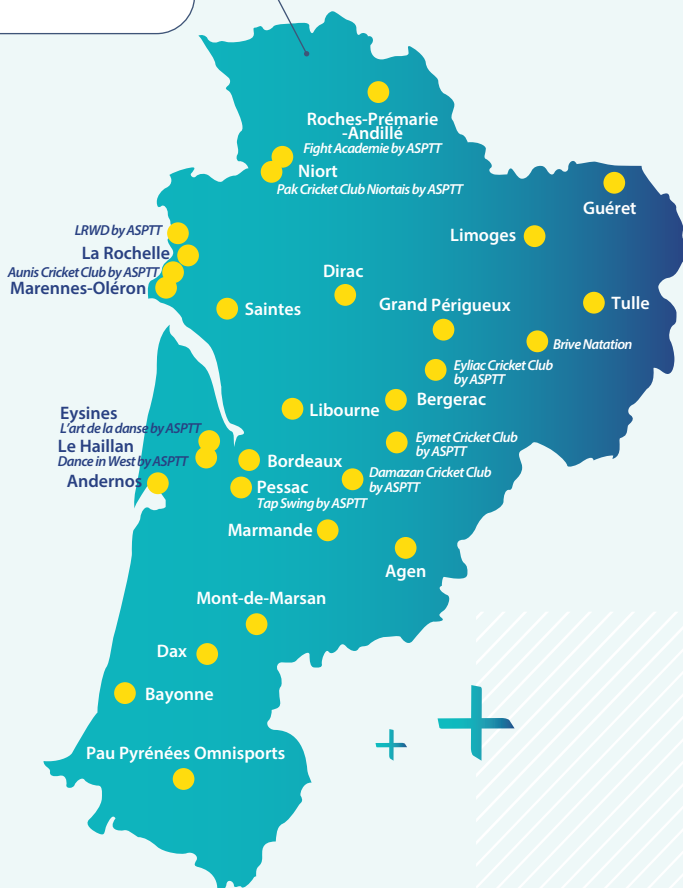 Roches-Prémarie
-Andillé
Fight Academie by ASPTT
Niort
Pak Cricket Club Niortais by ASPTT
Guéret
LRWD by ASPTT
Limoges
La Rochelle
Aunis Cricket Club by ASPTT
Dirac
Marennes-Oléron
Saintes
Grand Périgueux
Tulle
Brive Natation
Eyliac Cricket Club
by ASPTT
Bergerac
Libourne
Eysines
L'art de la danse by ASPTT
Le Haillan
Dance in West by ASPTT
Eymet Cricket Club
by ASPTT
Bordeaux
Damazan Cricket Club
by ASPTT
Andernos
Pessac
Tap Swing by ASPTT
Marmande
Agen
Mont-de-Marsan
Dax
Bayonne
Pau Pyrénées Omnisports